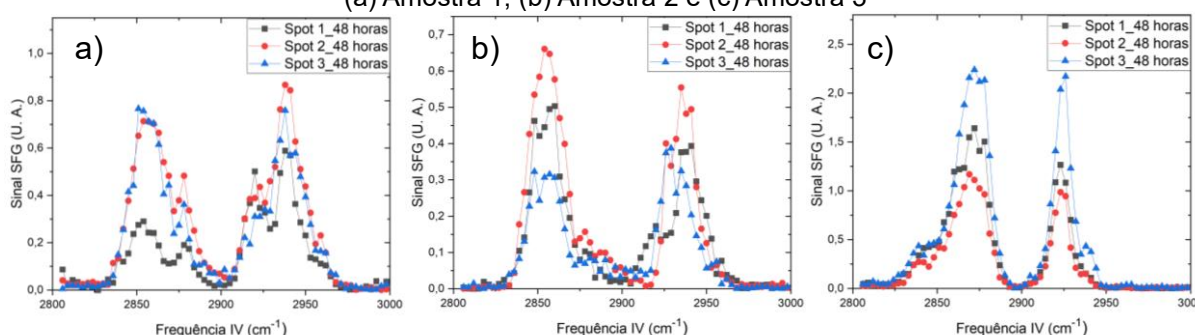 (a) Amostra 1, (b) Amostra 2 e (c) Amostra 3
a)
Spot 1_48 horas
Spot 2_48 horas
Spot 3_48 horas
Sinal SFG (U. A.)
1,0
0,8
0,6
0,4
0,2
0,0
2800 2850 2900 2950 3000
Frequência IV (cm-1)
b)
Spot 1_48 horas
Spot 2_48 horas
Spot 3_48 horas
Sinal SFG (U. A.)
0,7
0,6
0,5
0,4
0,3
0,2
0,1
0,0
2800 2850 2900 2950 3000
Frequência IV (cm-1)
c)
Spot 1_48 horas
Spot 2_48 horas
Spot 3_48 horas
Sinal SFG (U. A.)
2,5
2,0
1,5
1,0
0,5
0,0
2800 2850 2900 2950 3000
Frequência IV (cm-1)